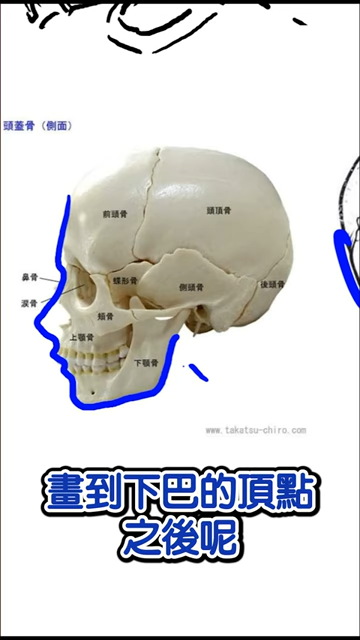 頭蓋骨（側面）
前頭骨
頭頂骨
鼻骨
蝶形骨
側頭骨
後頭骨
涙骨
頬骨
上顎骨
下顎骨
www.takatsu-chiro.com
畫到下巴的頂點
之後呢